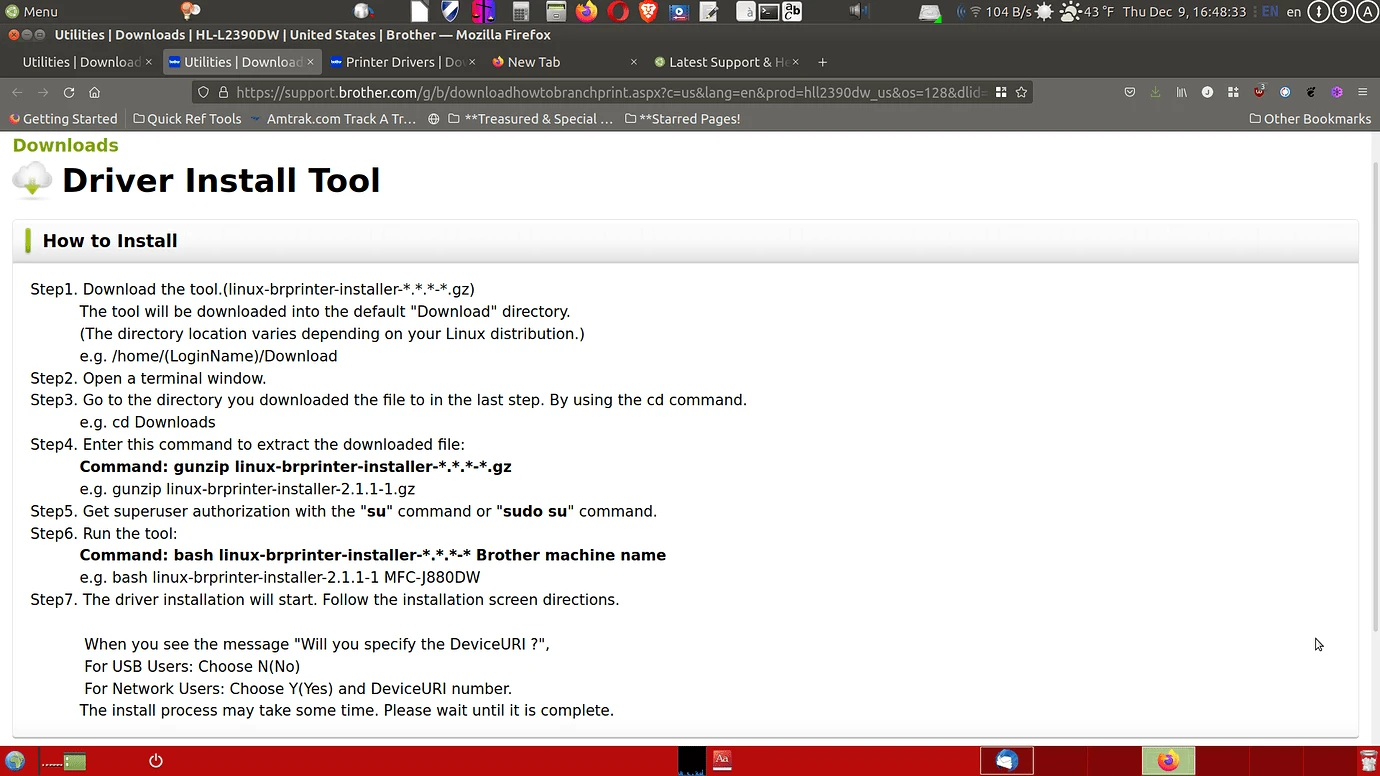 Menu
104 B/s
43 °F
Thu Dec 9, 16:48:33
EN
en
9
A
Utilities | Downloads | HL-L2390DW | United States | Brother — Mozilla Firefox
Utilities | Download
Utilities | Download
Printer Drivers | Do
New Tab
Latest Support & He
https://support.brother.com/g/b/downloadhowtobranchprint.aspx?c=us&lang=en&prod=hll2390dw_us&os=128&dlid=
Getting Started
Quick Ref Tools
Amtrak.com Track A Tr…
**Treasured & Special …
**Starred Pages!
Other Bookmarks
Downloads
Driver Install Tool
How to Install
Step1. Download the tool.(linux-brprinter-installer-*.*.*-*.gz)
The tool will be downloaded into the default "Download" directory.
(The directory location varies depending on your Linux distribution.)
e.g. /home/(LoginName)/Download
Step2. Open a terminal window.
Step3. Go to the directory you downloaded the file to in the last step. By using the cd command.
e.g. cd Downloads
Step4. Enter this command to extract the downloaded file:
Command: gunzip linux-brprinter-installer-*.*.*-*.gz
e.g. gunzip linux-brprinter-installer-2.1.1-1.gz
Step5. Get superuser authorization with the "su" command or "sudo su" command.
Step6. Run the tool:
Command: bash linux-brprinter-installer-*.*.*-* Brother machine name
e.g. bash linux-brprinter-installer-2.1.1-1 MFC-J880DW
Step7. The driver installation will start. Follow the installation screen directions.
When you see the message "Will you specify the DeviceURI ?",
For USB Users: Choose N(No)
For Network Users: Choose Y(Yes) and DeviceURI number.
The install process may take some time. Please wait until it is complete.
Aa